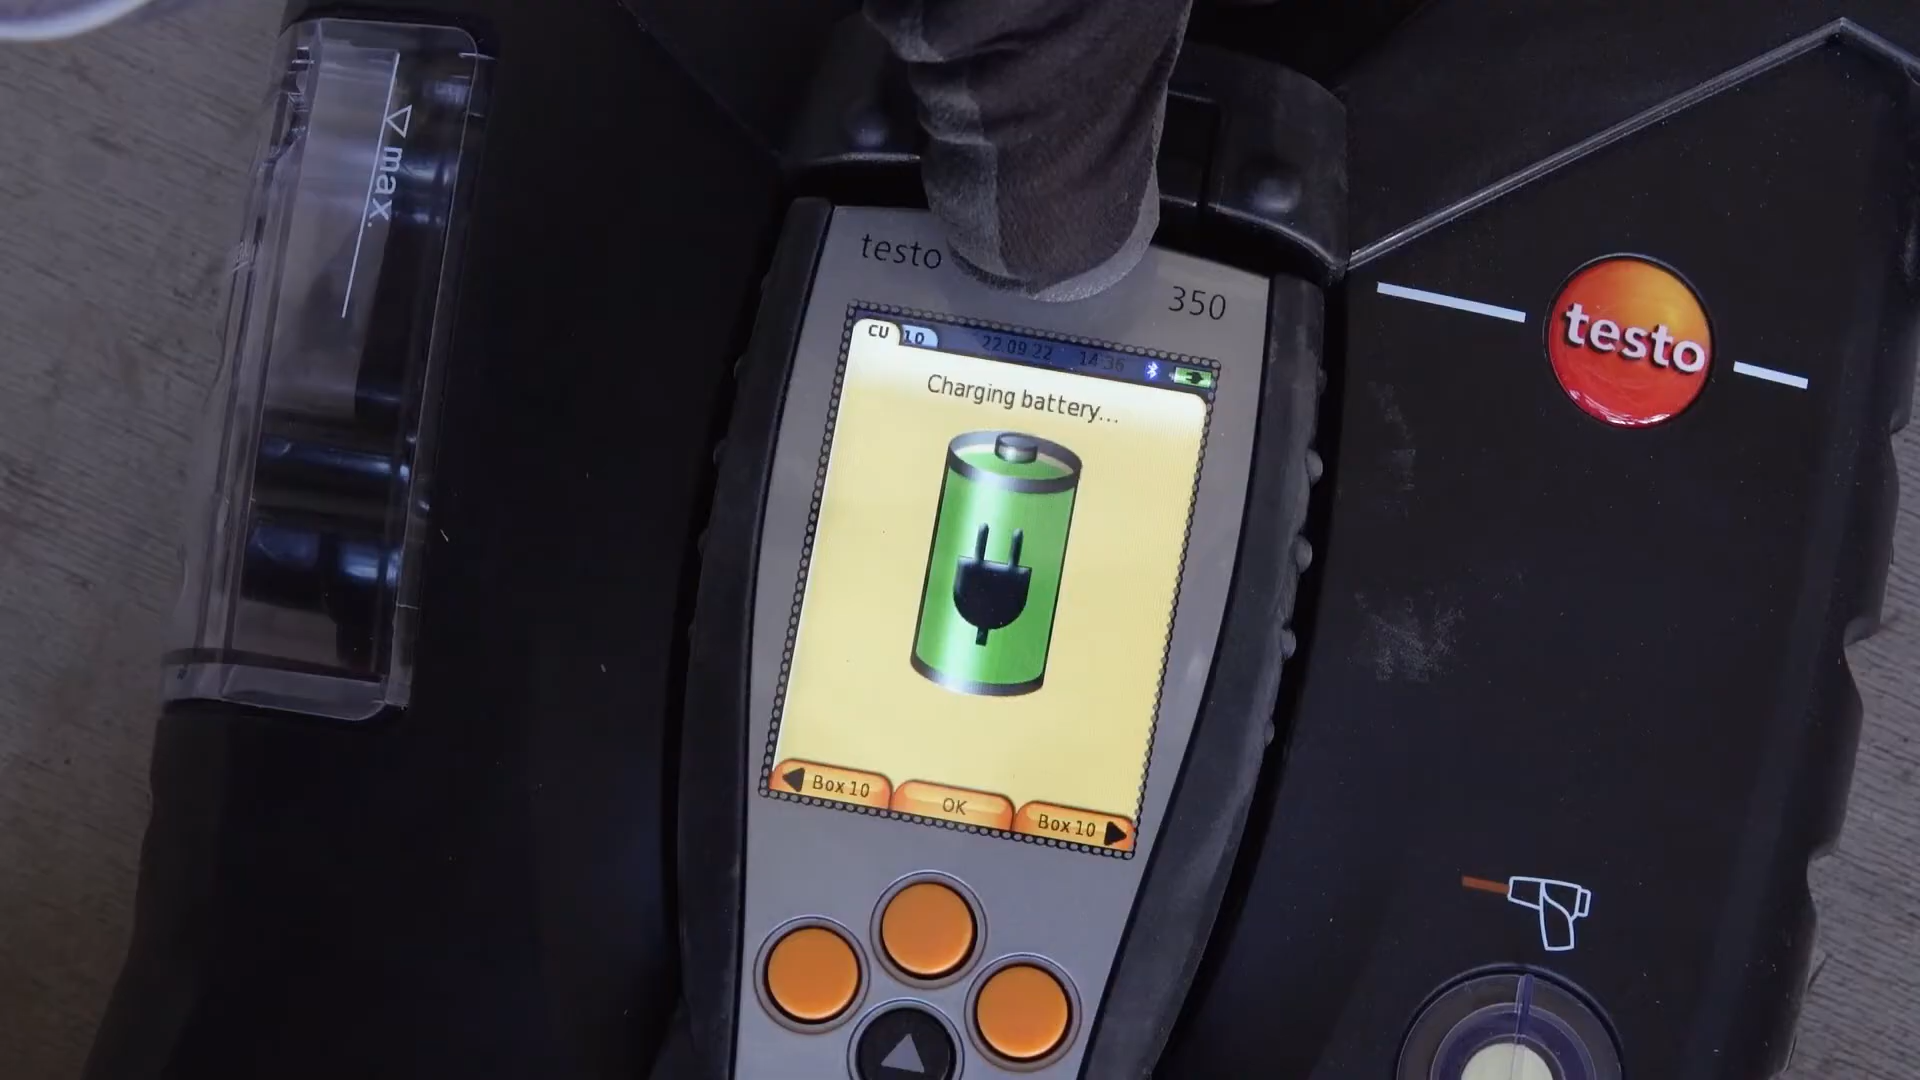 max.
testo
350
CU 10 22.09.22 14:36
Charging battery...
Box 10 OK Box 10
testo